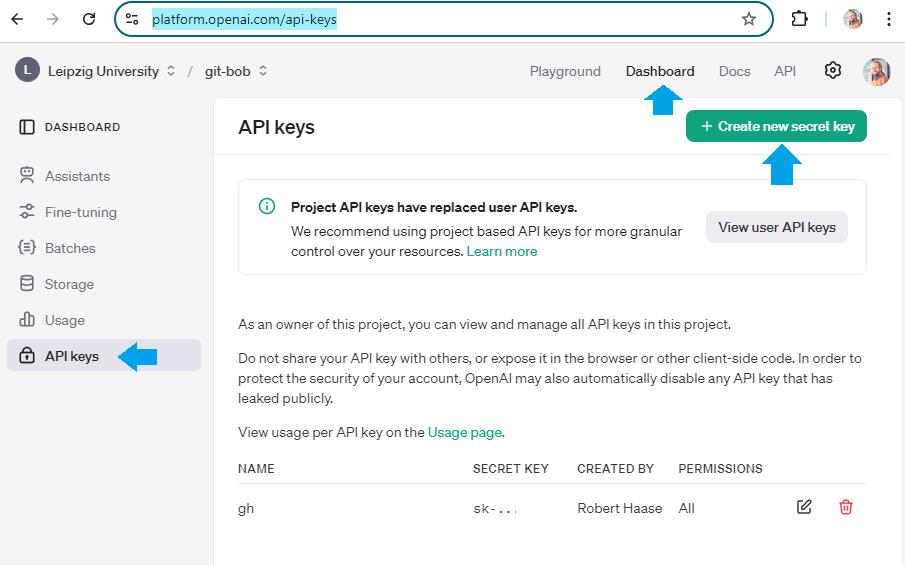 platform.openai.com/api-keys
L Leipzig University / git-bob Playground Dashboard Docs API
DASHBOARD
Assistants
Fine-tuning
Batches
Storage
Usage
API keys
API keys + Create new secret key
Project API keys have replaced user API keys.
We recommend using project based API keys for more granular
control over your resources. Learn more
View user API keys
As an owner of this project, you can view and manage all API keys in this project.
Do not share your API key with others, or expose it in the browser or other client-side code. In order to
protect the security of your account, OpenAI may also automatically disable any API key that has
leaked publicly.
View usage per API key on the Usage page.
NAME SECRET KEY CREATED BY PERMISSIONS
gh sk-... Robert Haase All